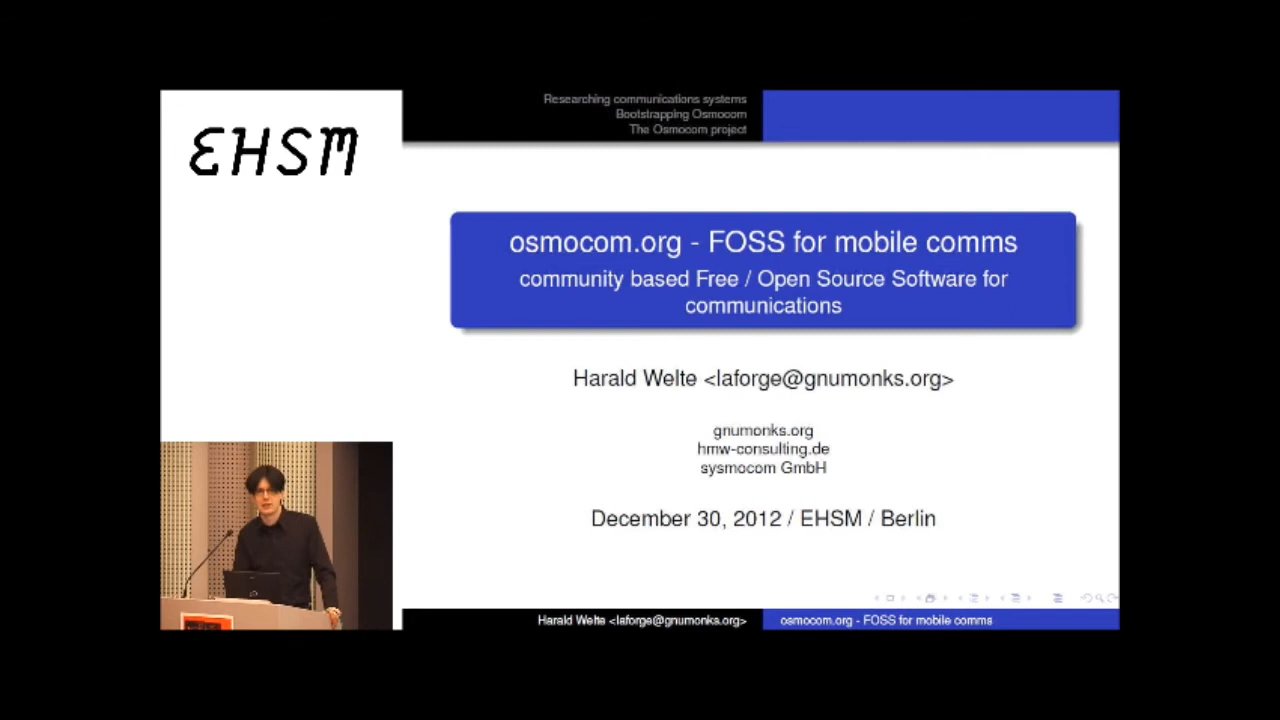 EHSM
Researching communications systems
Bootstrapping Osmocom
The Osmocom project
osmocom.org - FOSS for mobile comms
community based Free / Open Source Software for
communications
Harald Welte <laforge@gnumonks.org>
gnumonks.org
hmw-consulting.de
sysmocom GmbH
December 30, 2012 / EHSM / Berlin
Harald Welte <laforge@gnumonks.org>
osmocom.org - FOSS for mobile comms